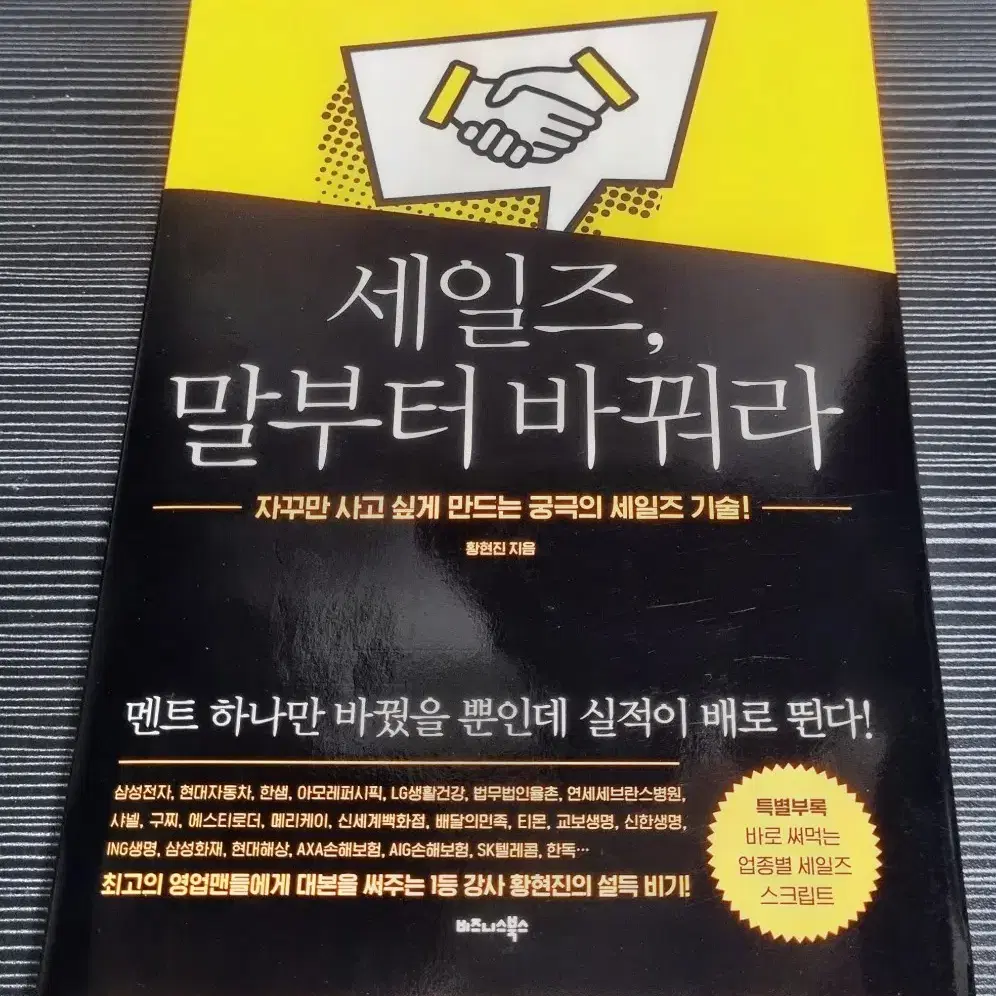 세일즈,
말부터 바꿔라
자꾸만 사고 싶게 만드는 궁극의 세일즈 기술!
황현진 지음
멘트 하나만 바꿨을 뿐인데 실적이 배로 뛴다!
삼성전자, 현대자동차, 한샘, 아모레퍼시픽, LG생활건강, 법무법인율촌, 연세세브란스병원,
샤넬, 구찌, 에스티로더, 메리케이, 신세계백화점, 배달의민족, 티몬, 교보생명, 신한생명,
ING생명, 삼성화재, 현대해상, AXA손해보험, AIG손해보험, SK텔레콤, 한독…
최고의 영업맨들에게 대본을 써주는 1등 강사 황현진의 설득 비기!
특별부록
바로 써먹는
업종별 세일즈
스크립트
비즈니스북스